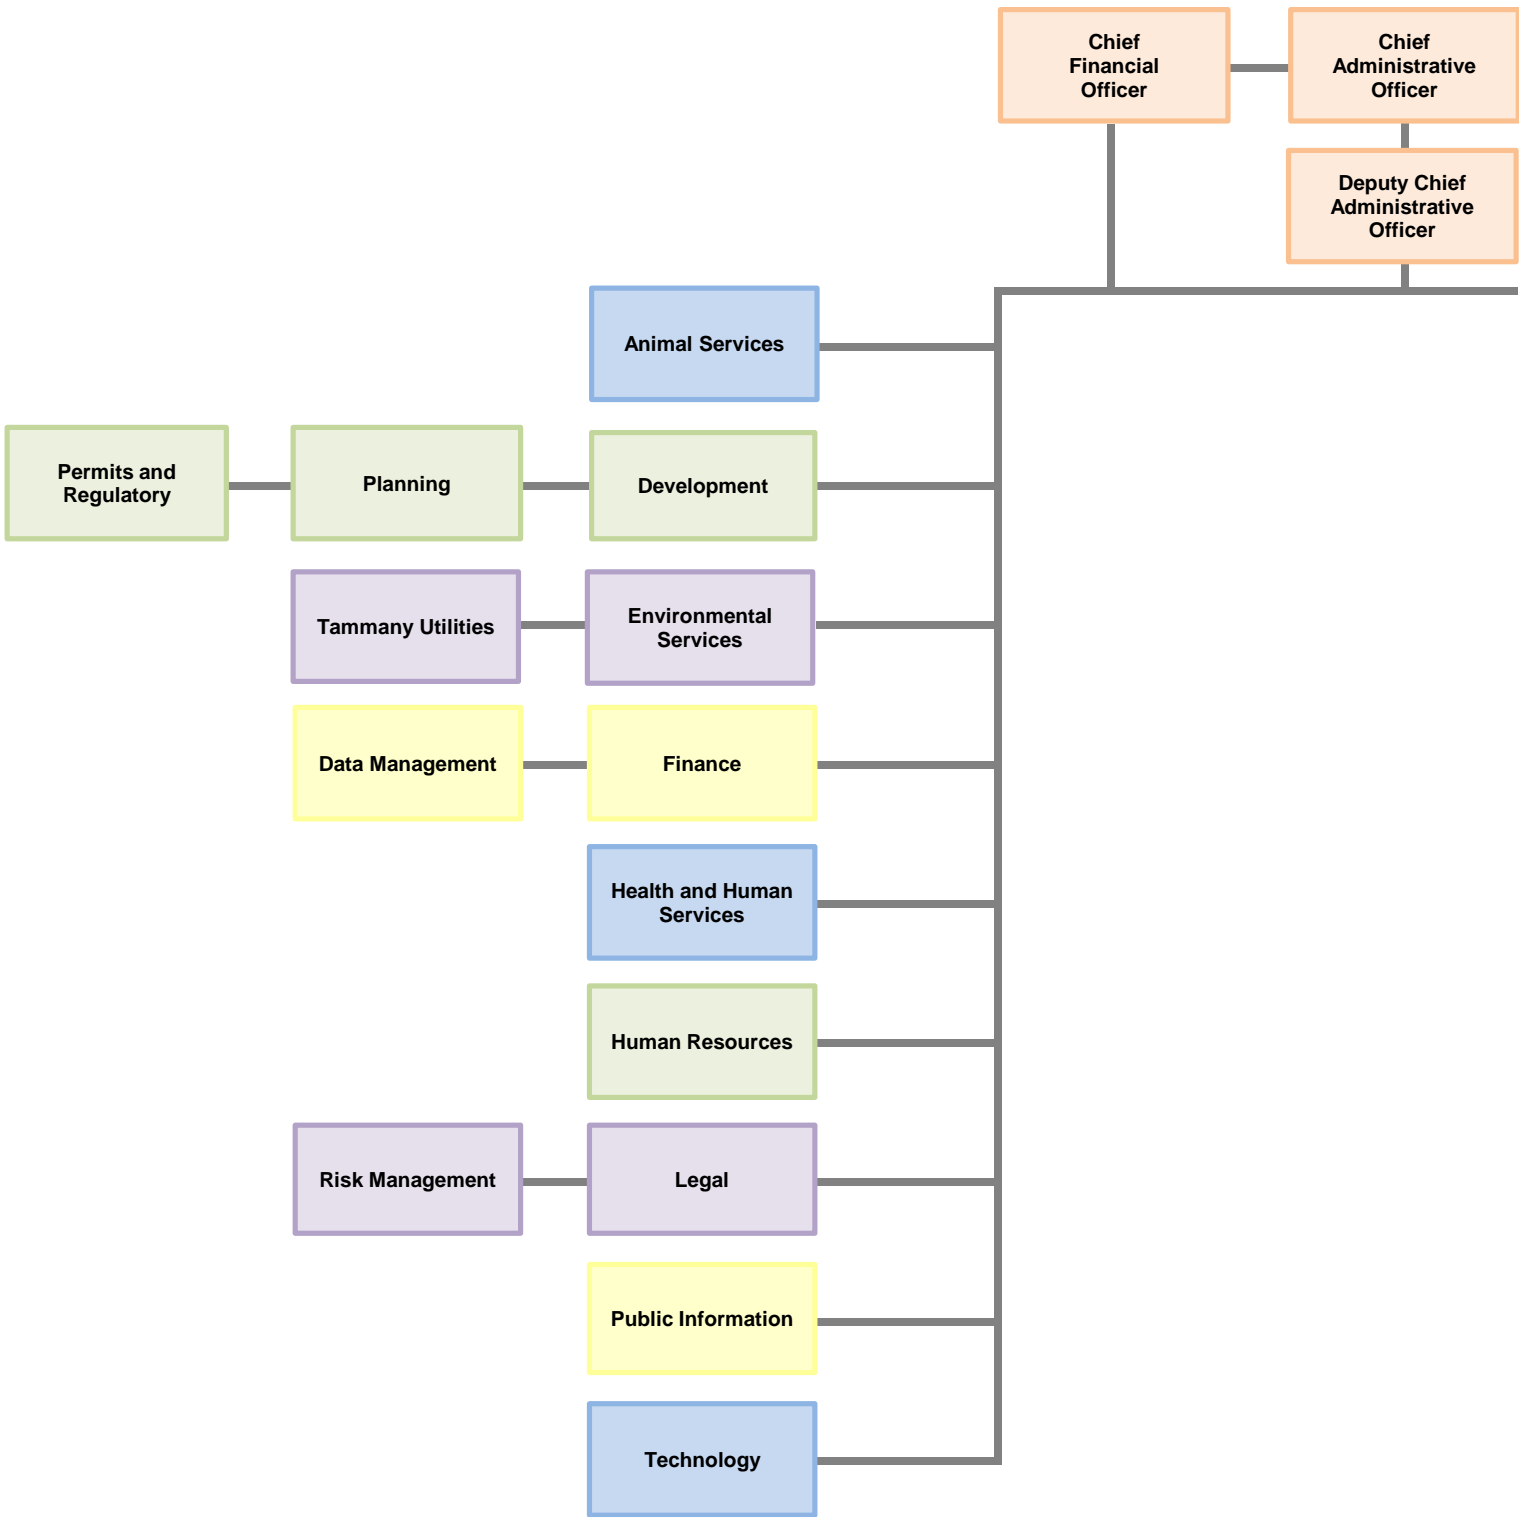 Chief
Financial
Officer
Chief
Administrative
Officer
Deputy Chief
Administrative
Officer
Animal Services
Permits and
Regulatory
Planning
Development
Tammany Utilities
Environmental
Services
Data Management
Finance
Health and Human
Services
Human Resources
Risk Management
Legal
Public Information
Technology